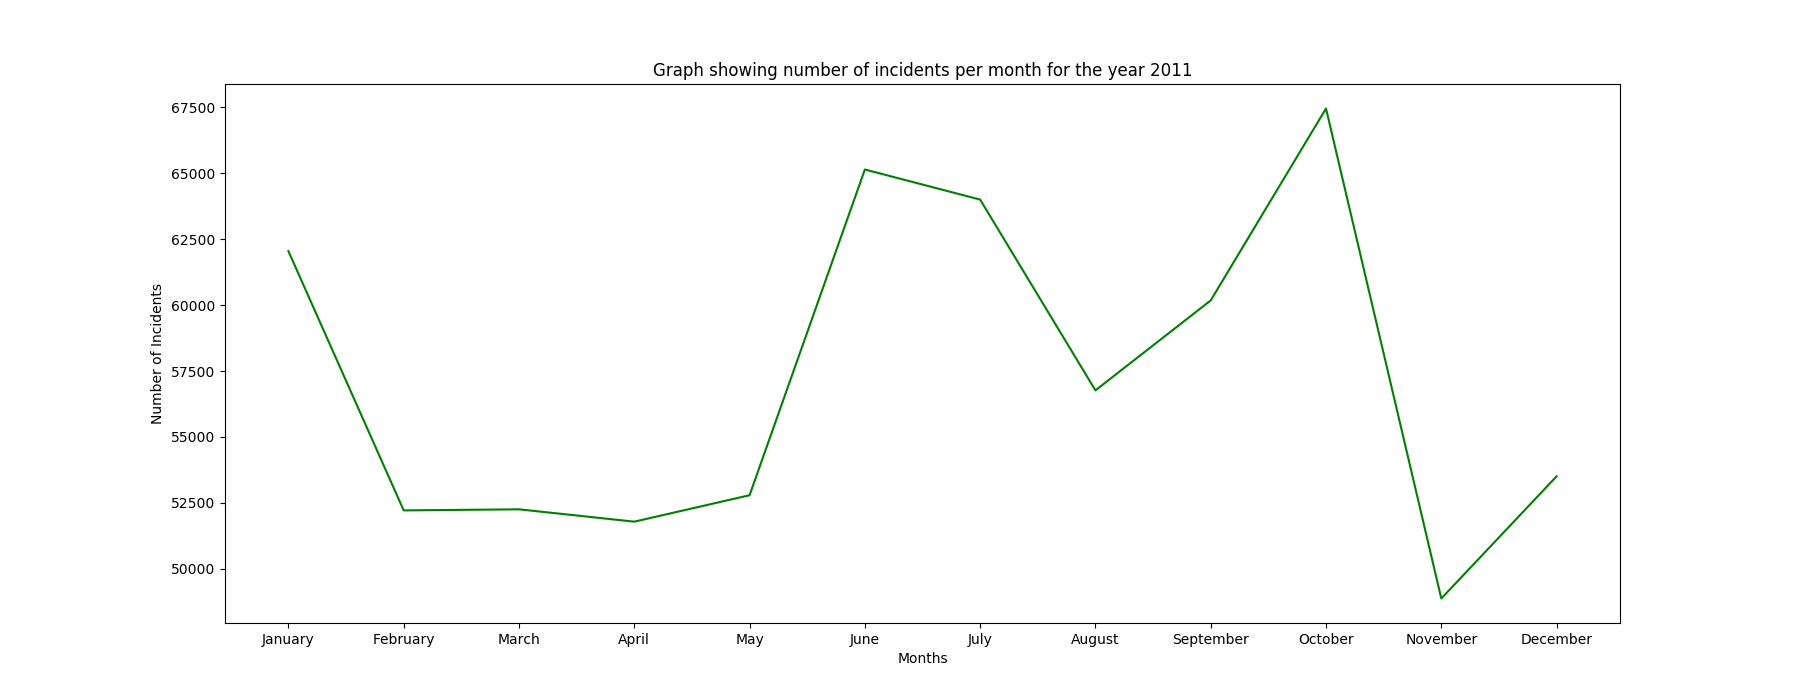 Graph showing number of incidents per month for the year 2011
67500
65000
62500
60000
57500
55000
52500
50000
Number of Incidents
January February March April May June July August September October November December
Months